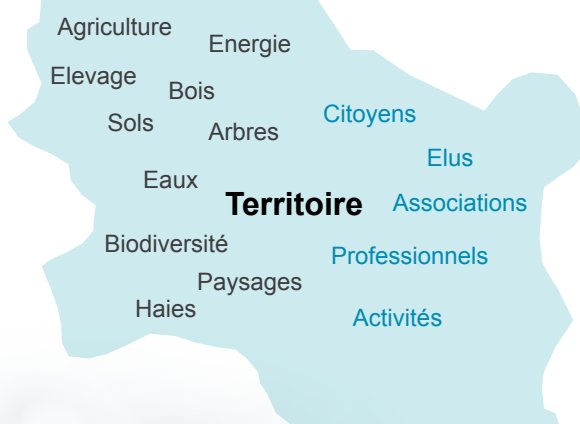 Agriculture
Energie
Elevage
Bois
Citoyens
Sols
Arbres
Elus
Eaux
Territoire
Associations
Biodiversité
Professionnels
Paysages
Haies
Activités